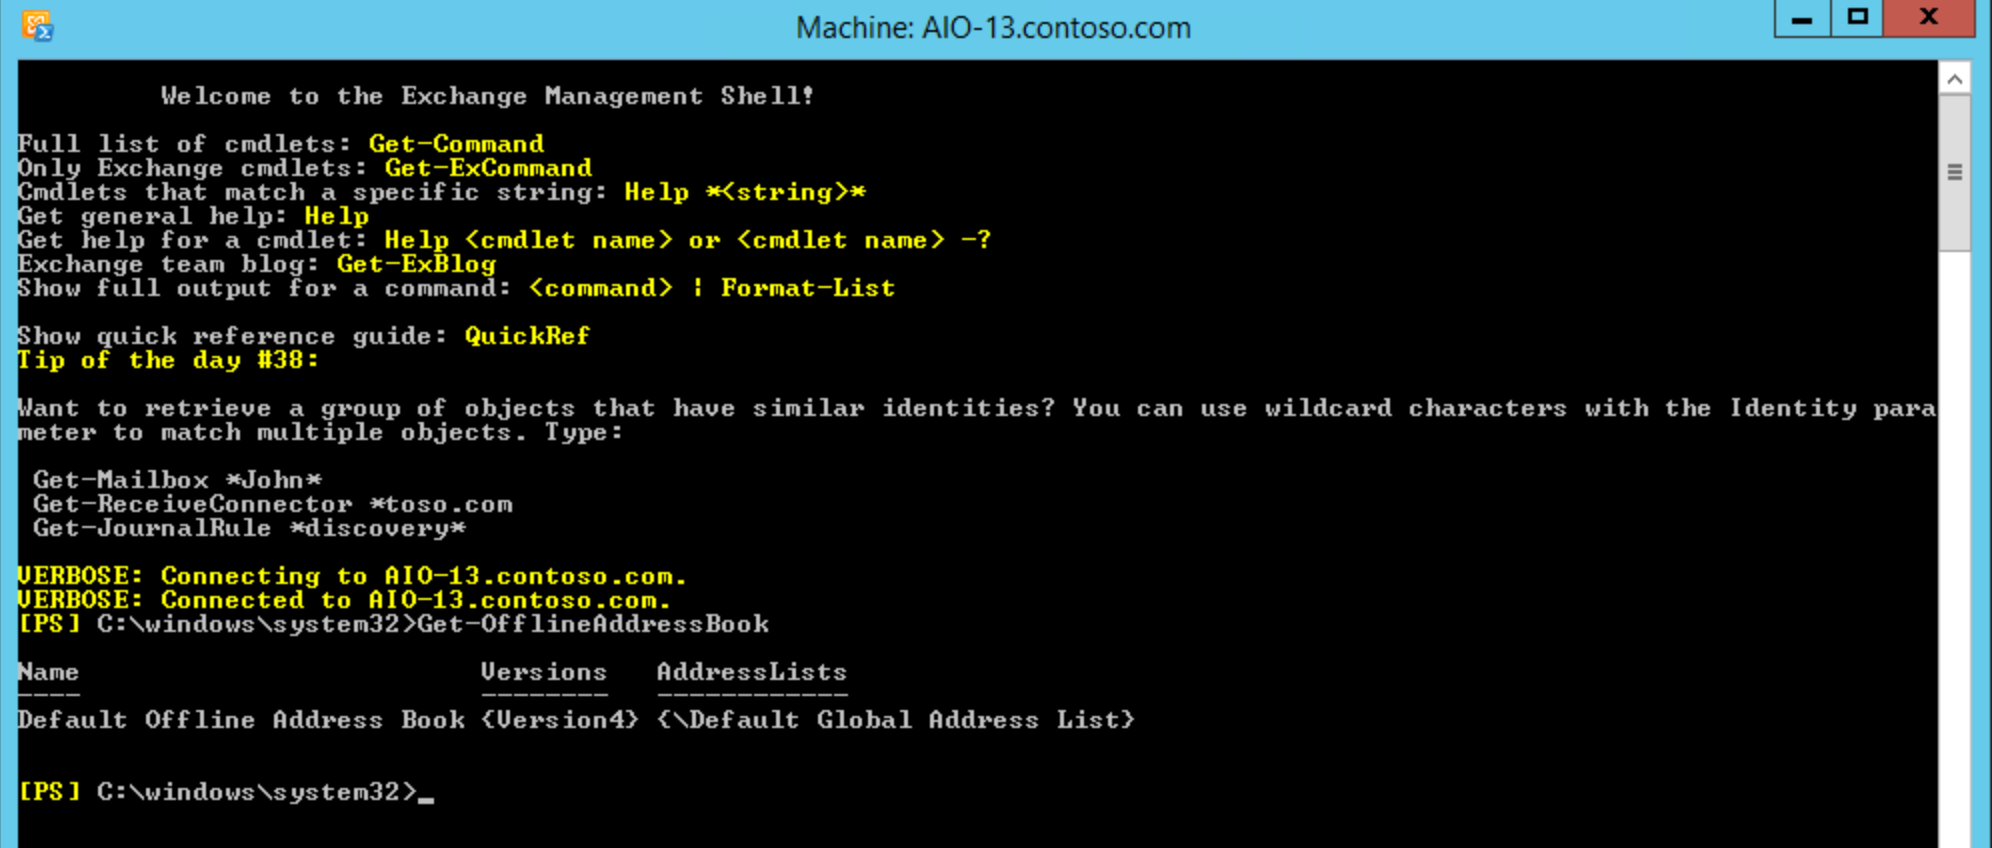 Machine: AIO-13.contoso.com
Welcome to the Exchange Management Shell!
Full list of cmdlets: Get-Command
Only Exchange cmdlets: Get-ExCommand
Cmdlets that match a specific string: Help *<string>*
Get general help: Help
Get help for a cmdlet: Help <cmdlet name> or <cmdlet name> -?
Exchange team blog: Get-ExBlog
Show full output for a command: <command> | Format-List
Show quick reference guide: QuickRef
Tip of the day #38:
Want to retrieve a group of objects that have similar identities? You can use wildcard characters with the Identity para
meter to match multiple objects. Type:
Get-Mailbox *John*
Get-ReceiveConnector *toso.com
Get-JournalRule *discovery*
VERBOSE: Connecting to AIO-13.contoso.com.
VERBOSE: Connected to AIO-13.contoso.com.
[PS] C:\windows\system32>Get-OfflineAddressBook
Name Versions AddressLists
---- -------- ------------
Default Offline Address Book {Version4} {\Default Global Address List}
[PS] C:\windows\system32>_